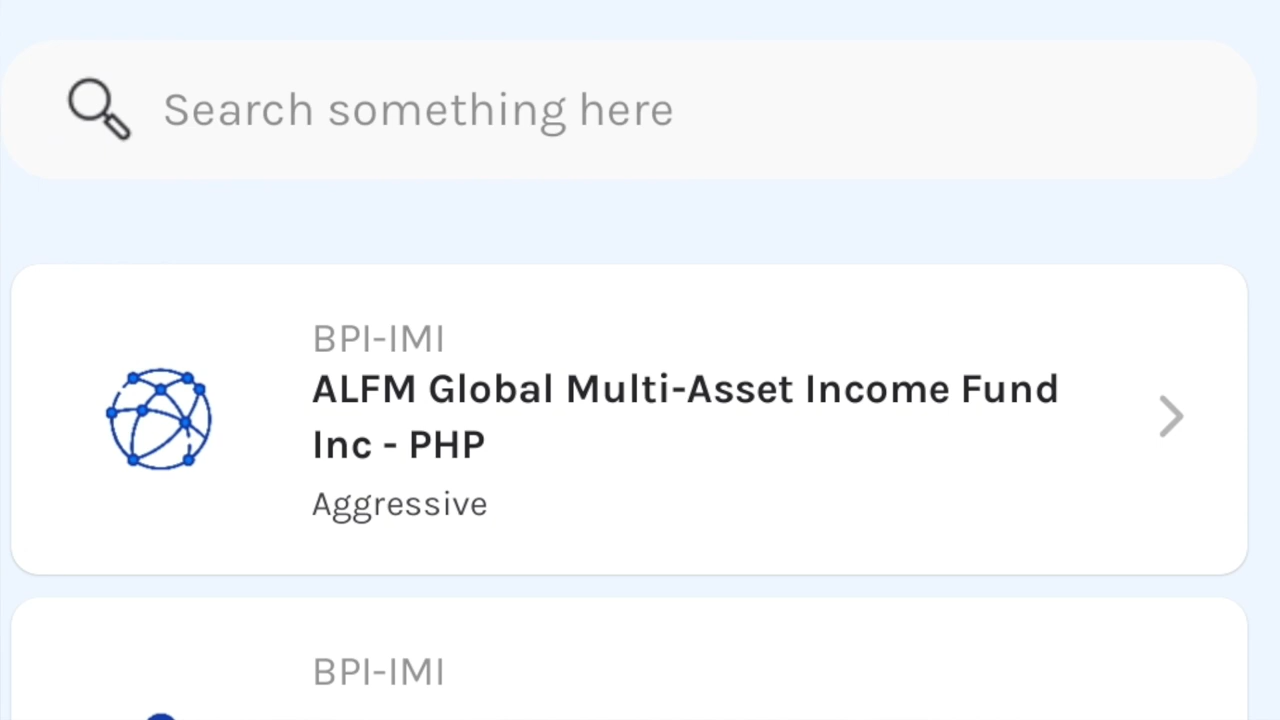 Search something here
BPI-IMI
ALFM Global Multi-Asset Income Fund
Inc - PHP
Aggressive
BPI-IMI